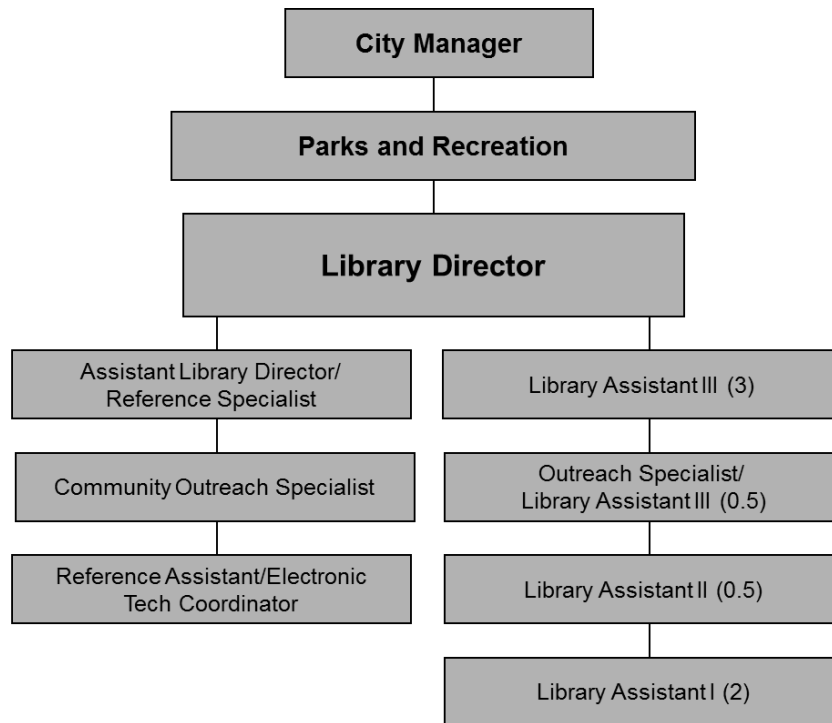 City Manager
Parks and Recreation
Library Director
Assistant Library Director/
Reference Specialist
Community Outreach Specialist
Reference Assistant/Electronic
Tech Coordinator
Library Assistant III (3)
Outreach Specialist/
Library Assistant III (0.5)
Library Assistant II (0.5)
Library Assistant I (2)